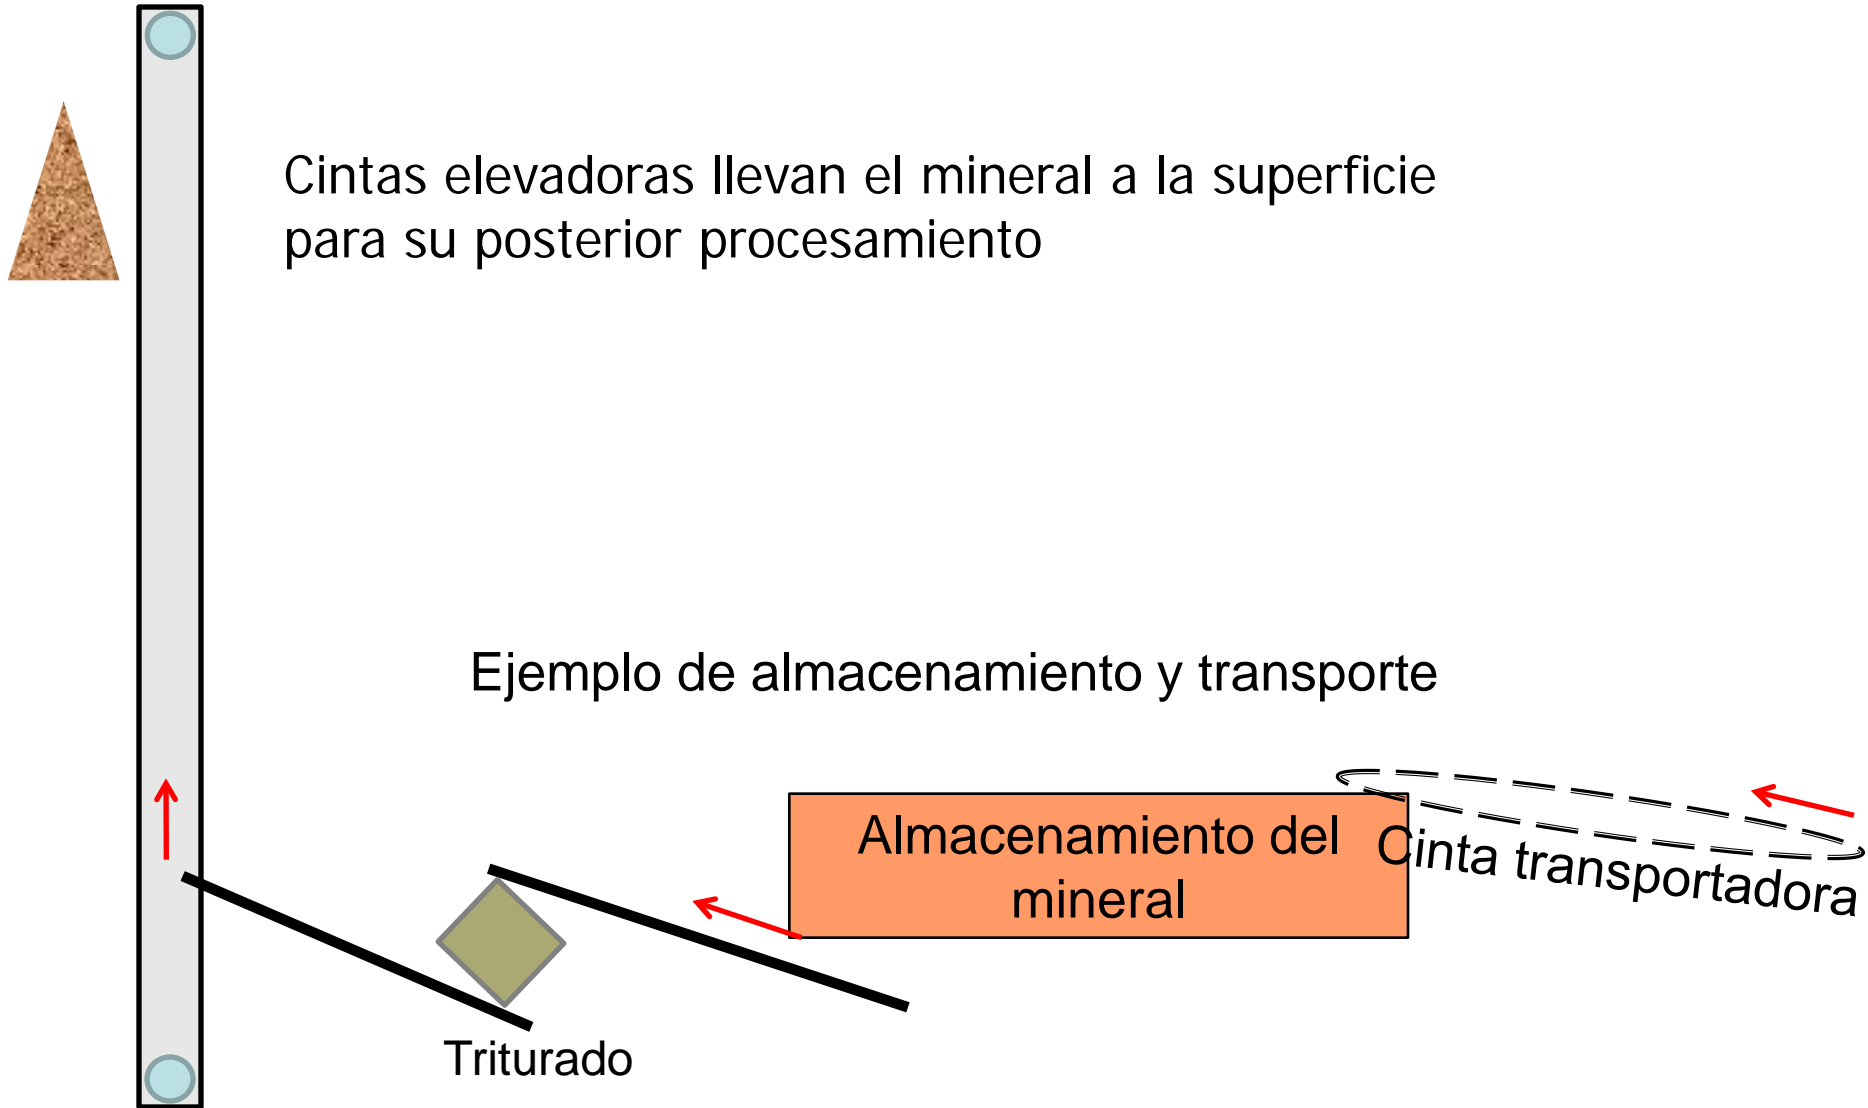 Cintas elevadoras llevan el mineral a la superficie
para su posterior procesamiento
Ejemplo de almacenamiento y transporte
Almacenamiento del
mineral
Cinta transportadora
Triturado